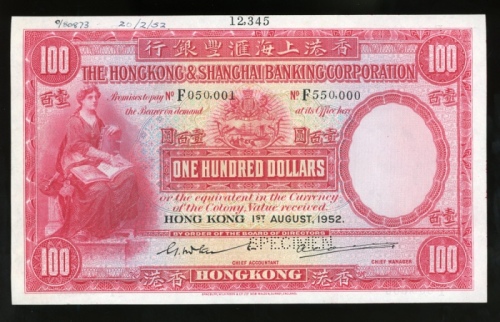 9/50873 20/2/52 12,345
行銀豐滙海上港香
100 THE HONGKONG & SHANGHAI BANKING CORPORATION 100
百壹 Promises to pay Nº F050,001 Nº F550,000 百壹
the Bearer on demand at its Office here
圓百壹 圓百壹
ONE HUNDRED DOLLARS
or the equivalent in the Currency
of the Colony, Value received.
HONG KONG 1ST AUGUST, 1952.
BY ORDER OF THE BOARD OF DIRECTORS
SPECIMEN
CHIEF ACCOUNTANT CHIEF MANAGER
100 港香 HONGKONG 港香 100